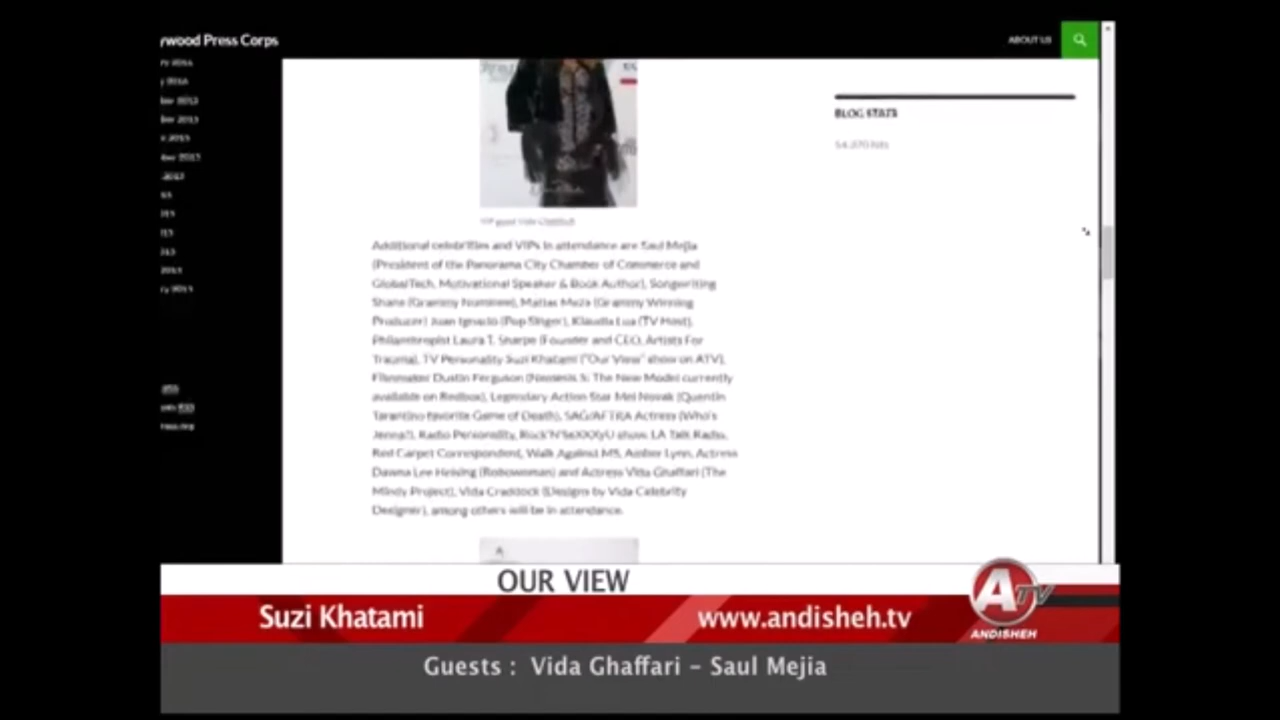 ywood Press Corps
ABOUT US
BLOG STATS
VIP guest Vida
Additional celebrities and VIPs in attendance are Saul Mejia
(President of the Panorama City Chamber of Commerce and
GlobalTech, Motivational Speaker & Book Author), Songwriting
Shane (Grammy Nominee), Matias (Grammy Winning
Producer) Juan Ignacio (Pop Singer), Klaudia (TV Host),
Philanthropist Laura T. Sharpe (Founder and CEO, Artists For
Trauma), TV Personality Suzi Khatami ("Our View" show on ATV),
Filmmaker Dustin Ferguson (Nemesis 5: The New Model currently
available on Redbox), Legendary Action Star Mel Novak (Quentin
Tarantino favorite Game of Death), SAG/AFTRA Actress (Who's
Jenna?), Radio Personality, show LA Talk Radio,
Red Carpet Correspondent, Walk Against MS, Amber Lynn, Actress
Dawna Lee Heising (Robowoman) and Actress Vida Ghaffari (The
Mindy Project), Vida Craddock (Designs by Vida Celebrity
Designer), among others will be in attendance.
OUR VIEW
Suzi Khatami
www.andisheh.tv
ATV
ANDISHEH
Guests : Vida Ghaffari - Saul Mejia